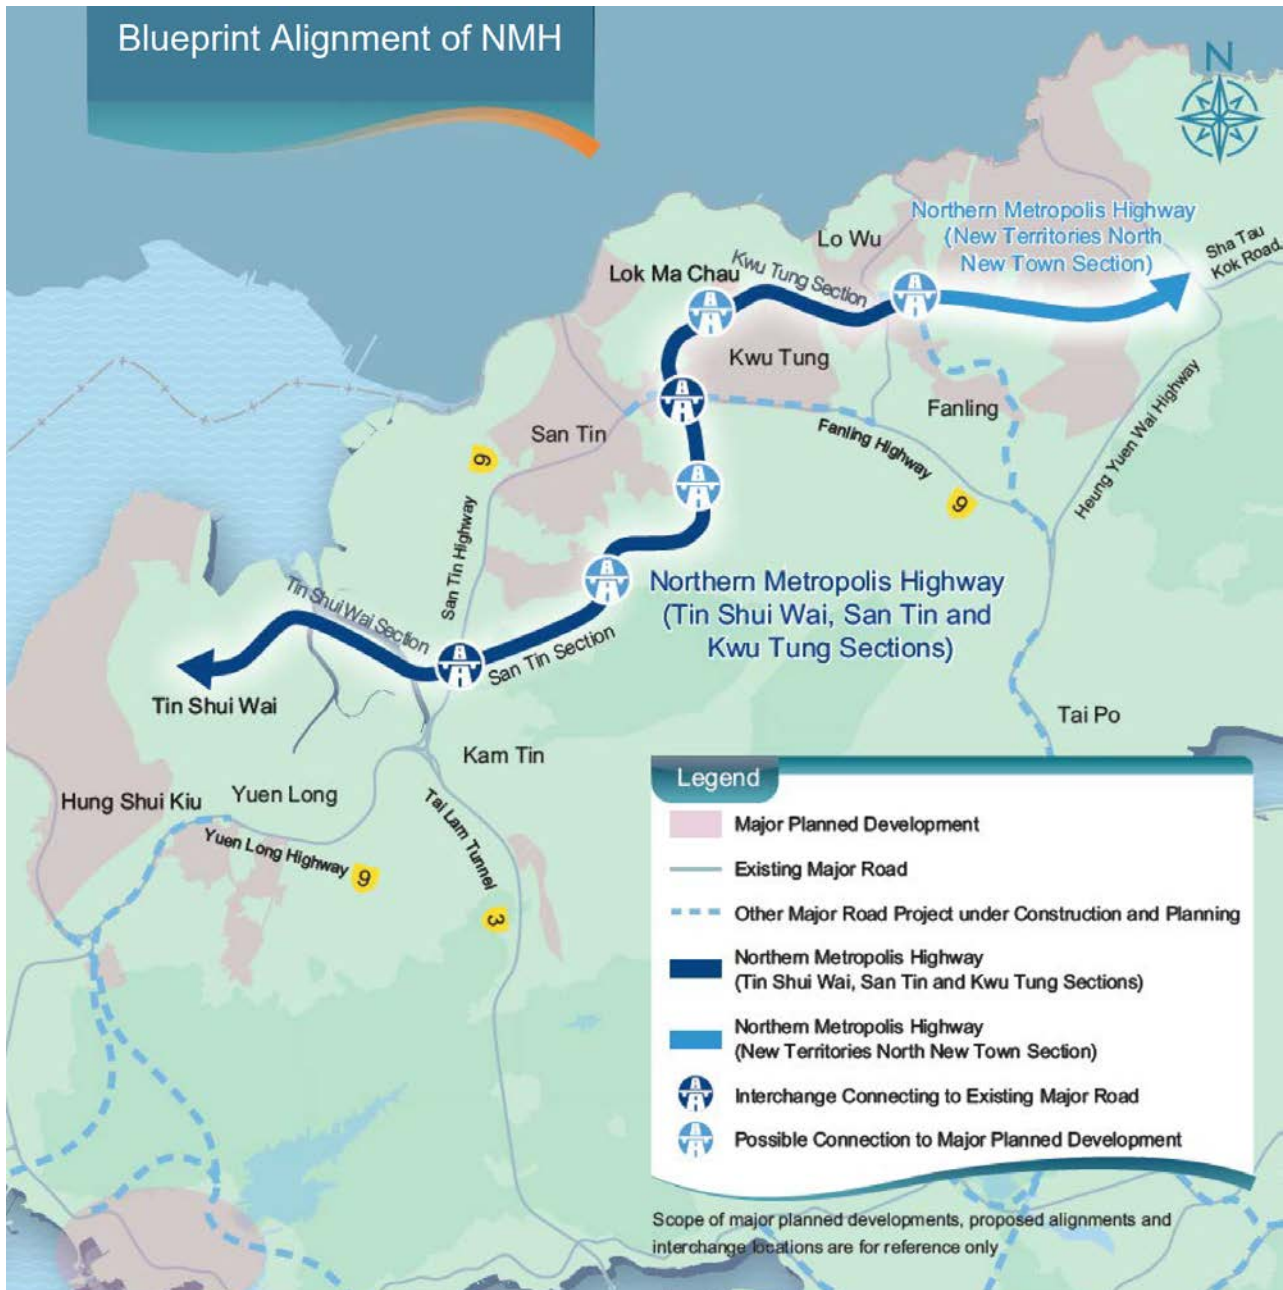 Blueprint Alignment of NMH
N
Northern Metropolis Highway
(New Territories North
New Town Section)
Sha Tau
Kok Road
Lo Wu
Kwu Tung Section
Lok Ma Chau
Kwu Tung
Fanling
San Tin
Fanling Highway
Heung Yuen Wai Highway
9
9
San Tin Highway
Northern Metropolis Highway
(Tin Shui Wai, San Tin and
Kwu Tung Sections)
Tin Shui Wai Section
San Tin Section
Tin Shui Wai
Tai Po
Kam Tin
Hung Shui Kiu
Yuen Long
Yuen Long Highway
9
Tai Lam Tunnel
3
Legend
Major Planned Development
Existing Major Road
Other Major Road Project under Construction and Planning
Northern Metropolis Highway
(Tin Shui Wai, San Tin and Kwu Tung Sections)
Northern Metropolis Highway
(New Territories North New Town Section)
Interchange Connecting to Existing Major Road
Possible Connection to Major Planned Development
Scope of major planned developments, proposed alignments and
interchange locations are for reference only